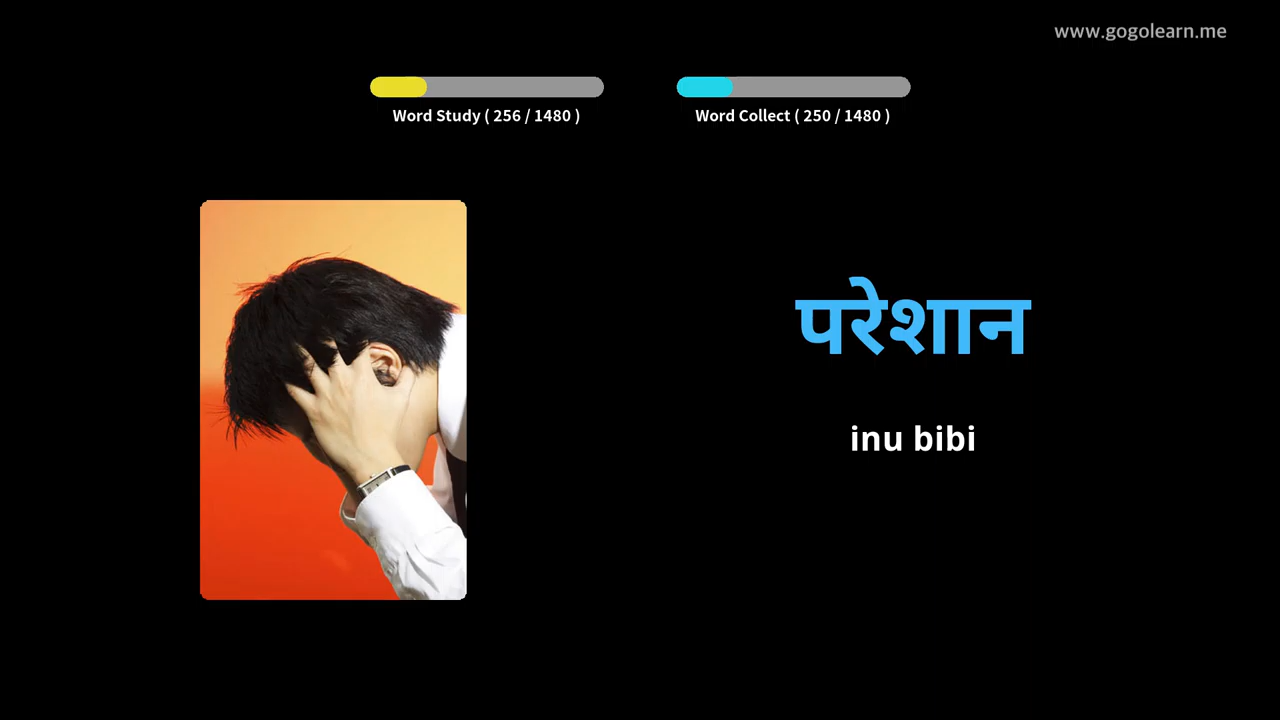 www.gogolearn.me
Word Study ( 256 / 1480 )
Word Collect ( 250 / 1480 )
परेशान
inu bibi